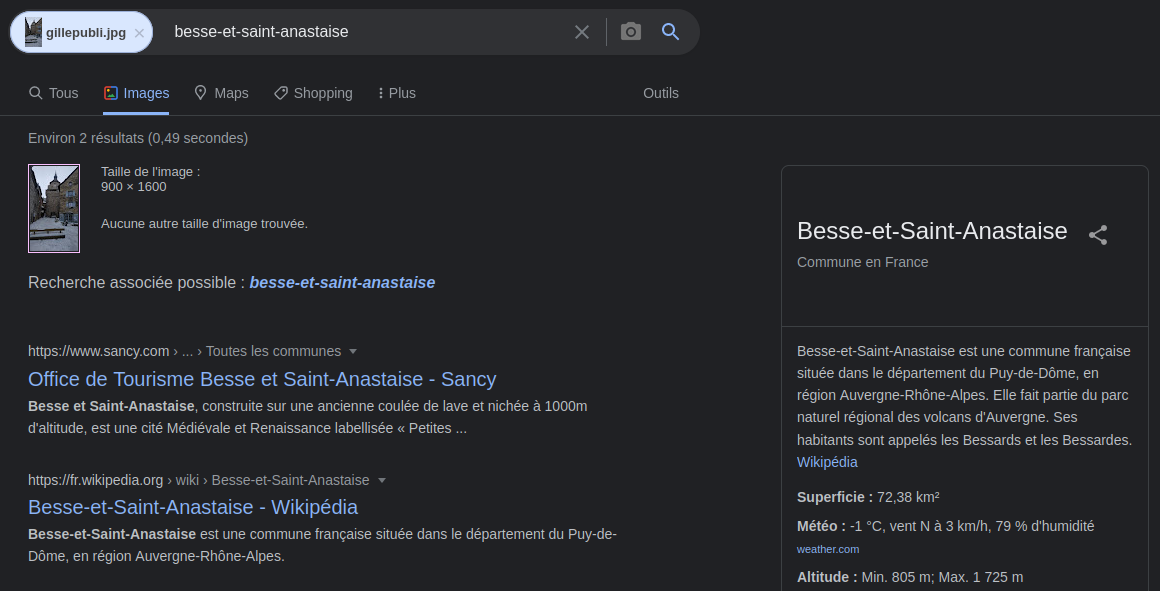 gillepubli.jpg × besse-et-saint-anastaise
Tous Images Maps Shopping Plus Outils
Environ 2 résultats (0,49 secondes)
Taille de l'image :
900 × 1600
Aucune autre taille d'image trouvée.
Recherche associée possible : besse-et-saint-anastaise
https://www.sancy.com › ... › Toutes les communes
Office de Tourisme Besse et Saint-Anastaise - Sancy
Besse et Saint-Anastaise, construite sur une ancienne coulée de lave et nichée à 1000m
d'altitude, est une cité Médiévale et Renaissance labellisée « Petites ...
https://fr.wikipedia.org › wiki › Besse-et-Saint-Anastaise
Besse-et-Saint-Anastaise - Wikipédia
Besse-et-Saint-Anastaise est une commune française située dans le département du Puy-de-
Dôme, en région Auvergne-Rhône-Alpes.
Besse-et-Saint-Anastaise
Commune en France
Besse-et-Saint-Anastaise est une commune française
située dans le département du Puy-de-Dôme, en
région Auvergne-Rhône-Alpes. Elle fait partie du parc
naturel régional des volcans d'Auvergne. Ses
habitants sont appelés les Bessards et les Bessardes.
Wikipédia
Superficie : 72,38 km²
Météo : -1 °C, vent N à 3 km/h, 79 % d'humidité
weather.com
Altitude : Min. 805 m; Max. 1 725 m